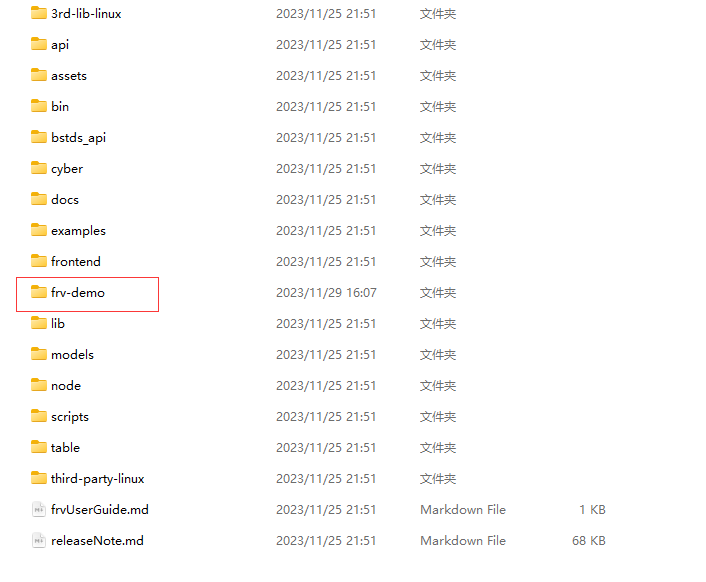 3rd-lib-linux 2023/11/25 21:51 文件夹
api 2023/11/25 21:51 文件夹
assets 2023/11/25 21:51 文件夹
bin 2023/11/25 21:51 文件夹
bstds_api 2023/11/25 21:51 文件夹
cyber 2023/11/25 21:51 文件夹
docs 2023/11/25 21:51 文件夹
examples 2023/11/25 21:51 文件夹
frontend 2023/11/25 21:51 文件夹
frv-demo 2023/11/29 16:07 文件夹
lib 2023/11/25 21:51 文件夹
models 2023/11/25 21:51 文件夹
node 2023/11/25 21:51 文件夹
scripts 2023/11/25 21:51 文件夹
table 2023/11/25 21:51 文件夹
third-party-linux 2023/11/25 21:51 文件夹
frvUserGuide.md 2023/11/25 21:51 Markdown File 1 KB
releaseNote.md 2023/11/25 21:51 Markdown File 68 KB